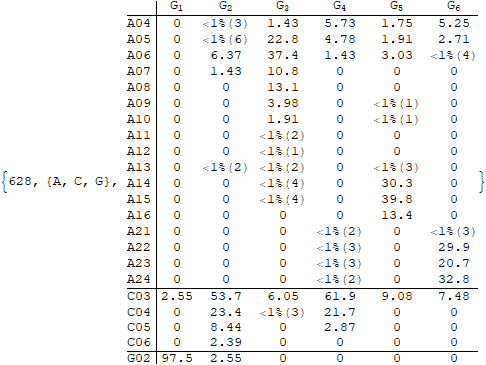 G1 G2 G3 G4 G5 G6
A04 0 <1%(3) 1.43 5.73 1.75 5.25
A05 0 <1%(6) 22.8 4.78 1.91 2.71
A06 0 6.37 37.4 1.43 3.03 <1%(4)
A07 0 1.43 10.8 0 0 0
A08 0 0 13.1 0 0 0
A09 0 0 3.98 0 <1%(1) 0
A10 0 0 1.91 0 <1%(1) 0
A11 0 0 <1%(2) 0 0 0
A12 0 0 <1%(1) 0 0 0
A13 0 <1%(2) <1%(2) 0 <1%(3) 0
{628, {A, C, G}, A14 0 0 <1%(4) 0 30.3 0 }
A15 0 0 <1%(4) 0 39.8 0
A16 0 0 0 0 13.4 0
A21 0 0 0 <1%(2) 0 <1%(3)
A22 0 0 0 <1%(3) 0 29.9
A23 0 0 0 <1%(3) 0 20.7
A24 0 0 0 <1%(2) 0 32.8
C03 2.55 53.7 6.05 61.9 9.08 7.48
C04 0 23.4 <1%(3) 21.7 0 0
C05 0 8.44 0 2.87 0 0
C06 0 2.39 0 0 0 0
G02 97.5 2.55 0 0 0 0